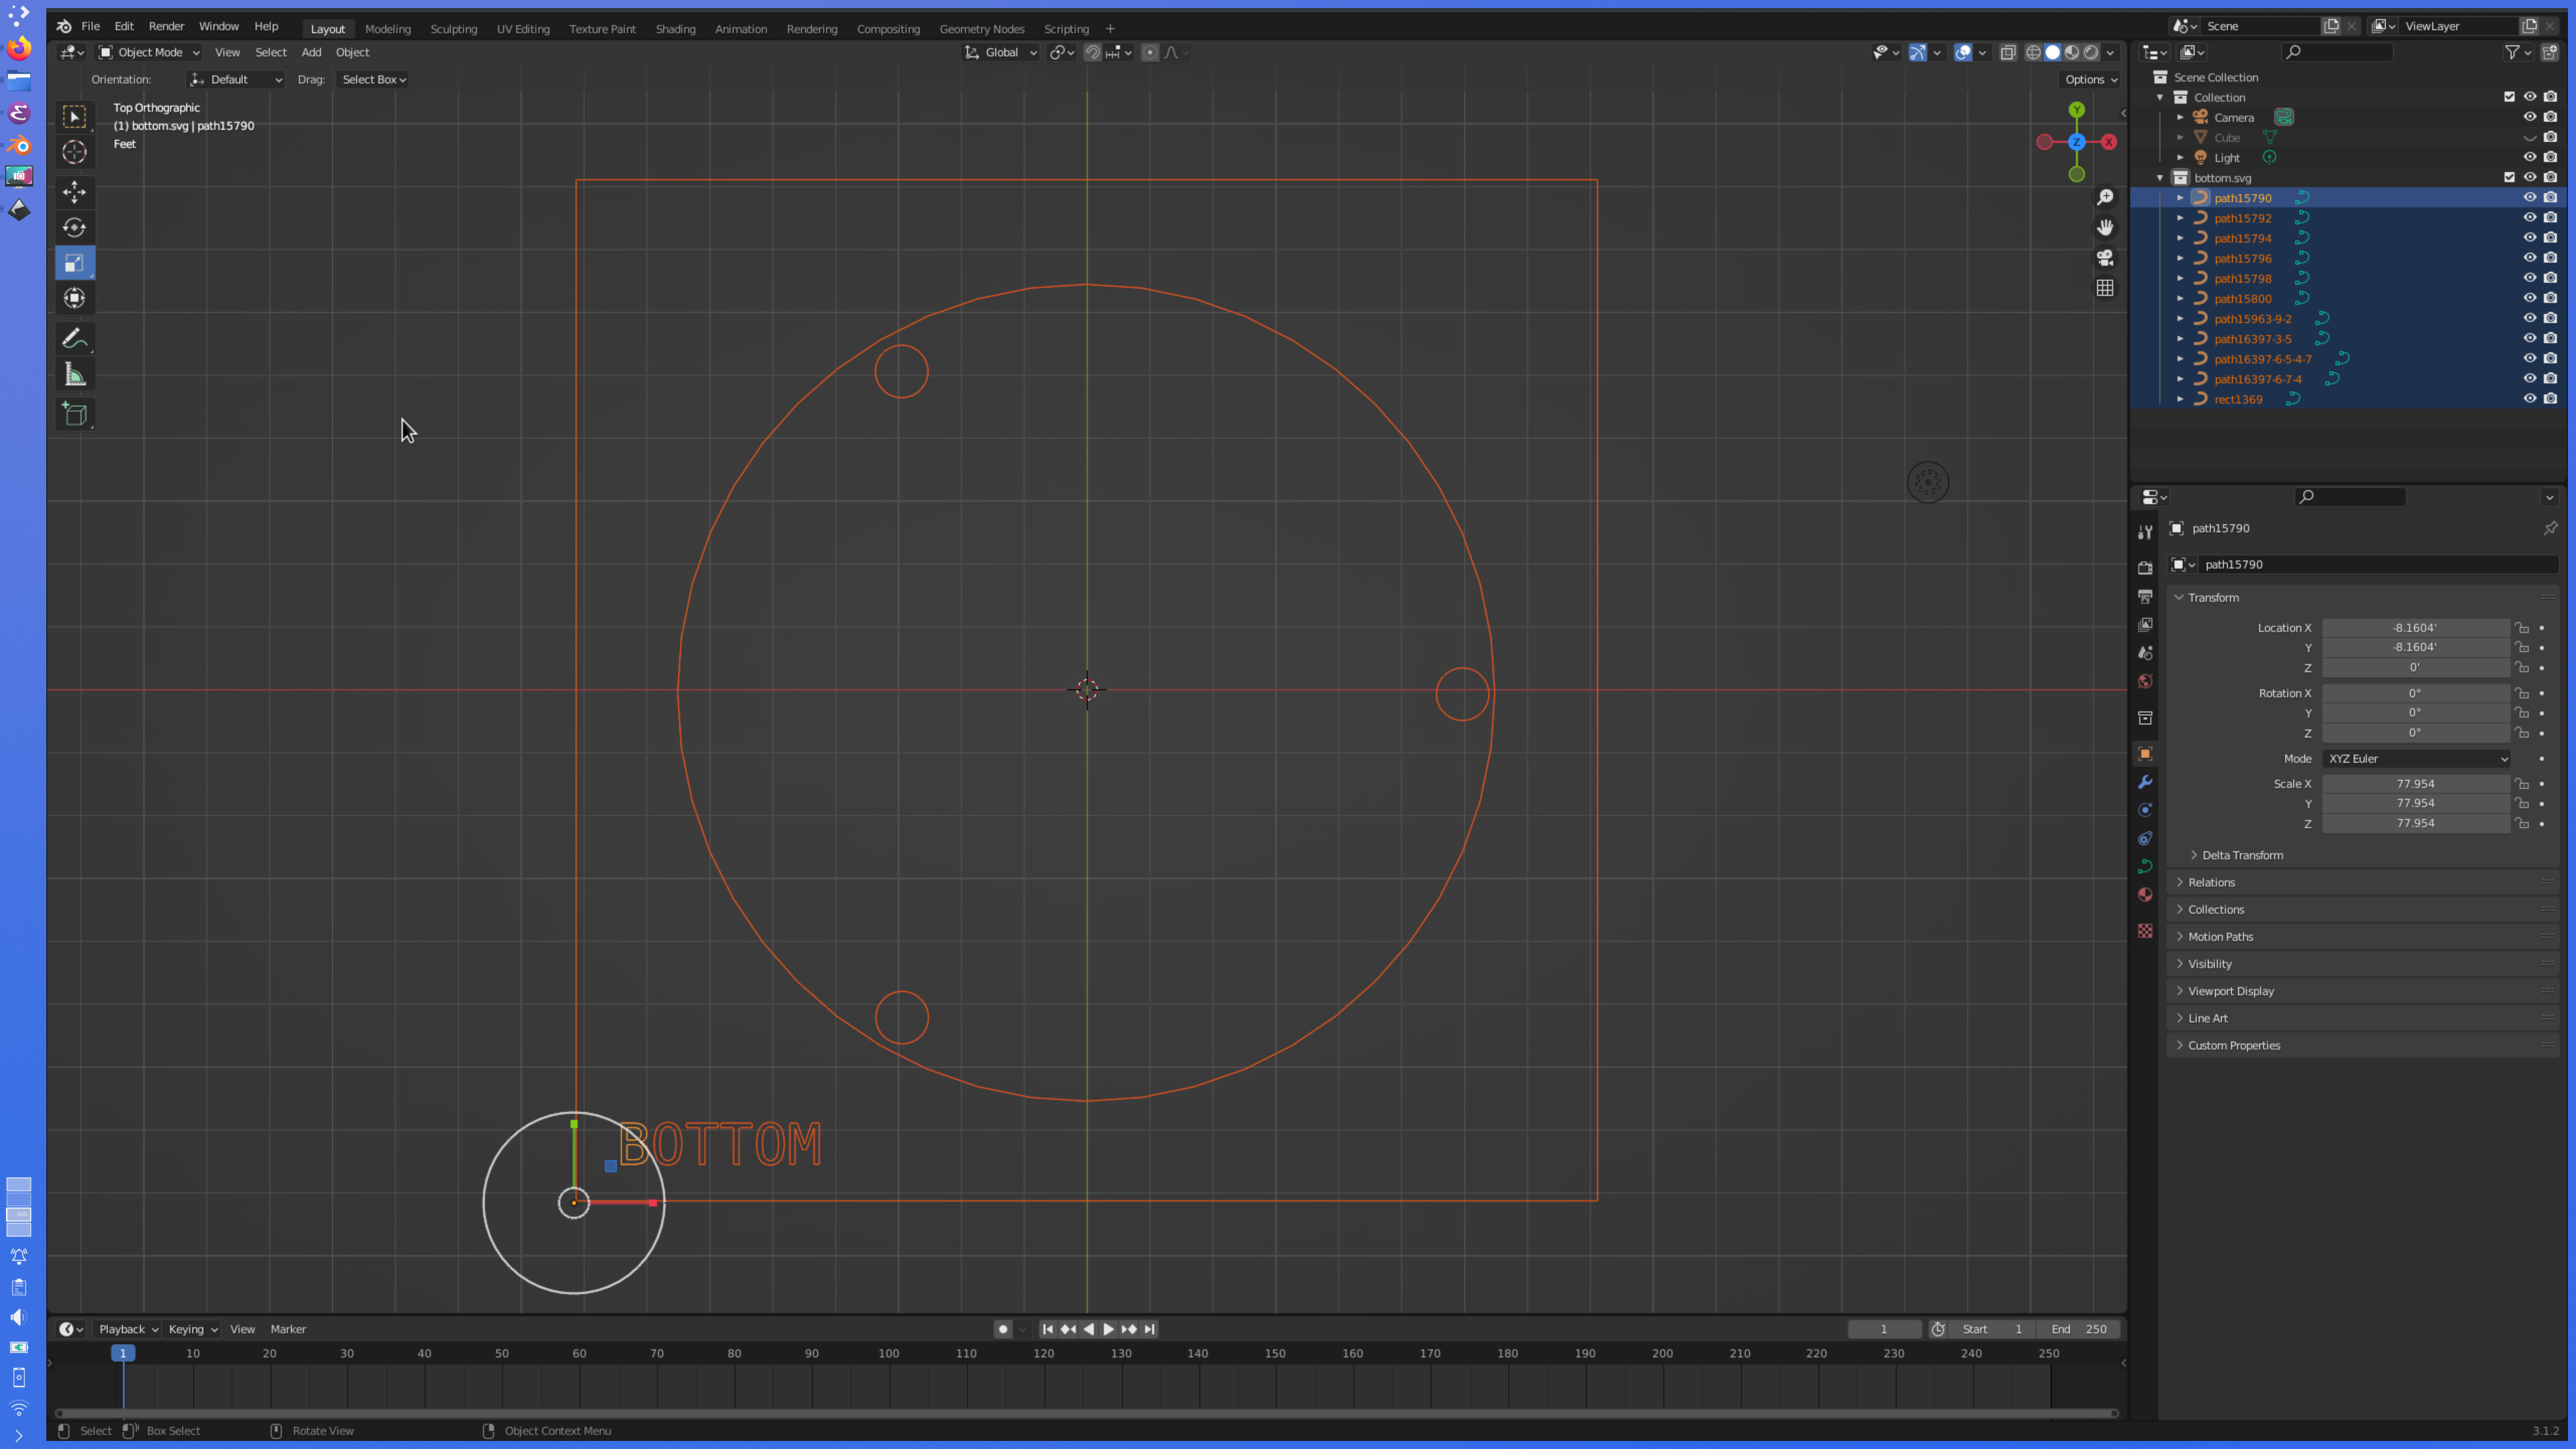 File Edit Render Window Help Layout Modeling Sculpting UV Editing Texture Paint Shading Animation Rendering Compositing Geometry Nodes Scripting + Scene ViewLayer
Object Mode View Select Add Object Global
Orientation: Default Drag: Select Box Options
Top Orthographic
(1) bottom.svg | path15790
Feet
Y
Z
X
BOTTOM
Scene Collection
Collection
Camera
Cube
Light
bottom.svg
path15790
path15792
path15794
path15796
path15798
path15800
path15963-9-2
path16397-3-5
path16397-6-5-4-7
path16397-6-7-4
rect1369
path15790
path15790
Transform
Location X -8.1604'
Y -8.1604'
Z 0'
Rotation X 0°
Y 0°
Z 0°
Mode XYZ Euler
Scale X 77.954
Y 77.954
Z 77.954
Delta Transform
Relations
Collections
Motion Paths
Visibility
Viewport Display
Line Art
Custom Properties
Playback Keying View Marker 1 Start 1 End 250
1 10 20 30 40 50 60 70 80 90 100 110 120 130 140 150 160 170 180 190 200 210 220 230 240 250
Select Box Select Rotate View Object Context Menu 3.1.2